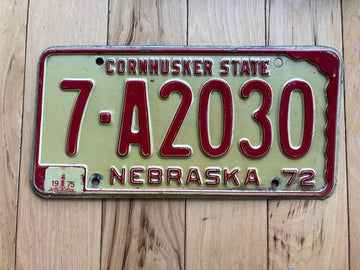 CORNHUSKER STATE
7-A2030
19 75
NEBRASKA 72